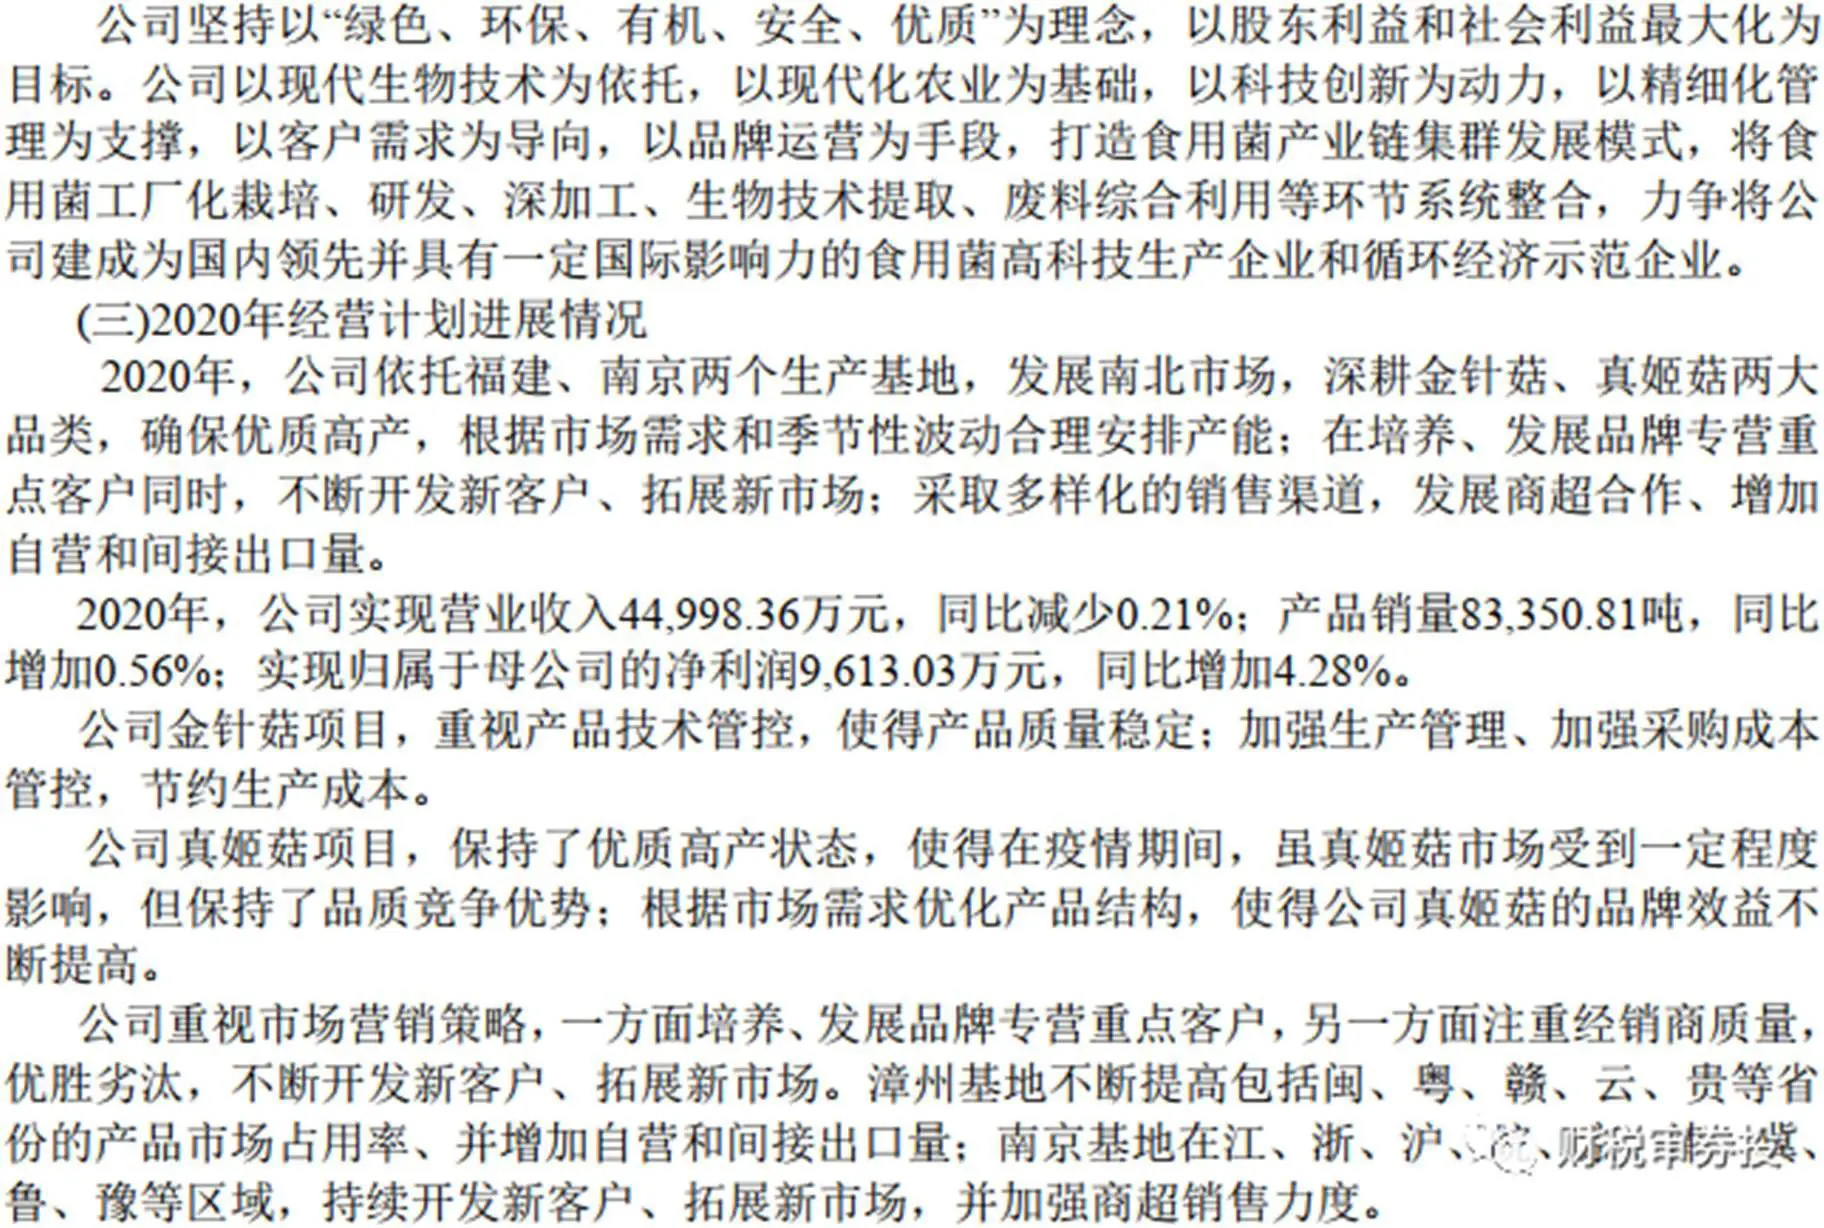 公司坚持以“绿色、环保、有机、安全、优质”为理念，以股东利益和社会利益最大化为
目标。公司以现代生物技术为依托，以现代化农业为基础，以科技创新为动力，以精细化管
理为支撑，以客户需求为导向，以品牌运营为手段，打造食用菌产业链集群发展模式，将食
用菌工厂化栽培、研发、深加工、生物技术提取、废料综合利用等环节系统整合，力争将公
司建成为国内领先并具有一定国际影响力的食用菌高科技生产企业和循环经济示范企业。
(三)2020年经营计划进展情况
2020年，公司依托福建、南京两个生产基地，发展南北市场，深耕金针菇、真姬菇两大
品类，确保优质高产，根据市场需求和季节性波动合理安排产能；在培养、发展品牌专营重
点客户同时，不断开发新客户、拓展新市场；采取多样化的销售渠道，发展商超合作、增加
自营和间接出口量。
2020年，公司实现营业收入44,998.36万元，同比减少0.21%；产品销量83,350.81吨，同比
增加0.56%；实现归属于母公司的净利润9,613.03万元，同比增加4.28%。
公司金针菇项目，重视产品技术管控，使得产品质量稳定；加强生产管理、加强采购成本
管控，节约生产成本。
公司真姬菇项目，保持了优质高产状态，使得在疫情期间，虽真姬菇市场受到一定程度
影响，但保持了品质竞争优势；根据市场需求优化产品结构，使得公司真姬菇的品牌效益不
断提高。
公司重视市场营销策略，一方面培养、发展品牌专营重点客户，另一方面注重经销商质量，
优胜劣汰，不断开发新客户、拓展新市场。漳州基地不断提高包括闽、粤、赣、云、贵等省
份的产品市场占用率、并增加自营和间接出口量；南京基地在江、浙、沪、、冀、
鲁、豫等区域，持续开发新客户、拓展新市场，并加强商超销售力度。
财税审券投